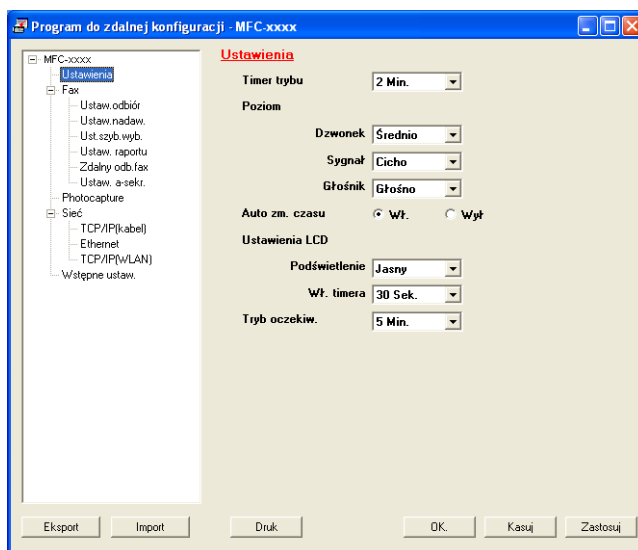 Program do zdalnej konfiguracji - MFC-xxxx
MFC-xxxx
Ustawienia
Fax
Ustaw.odbiór
Ustaw.nadaw.
Ust.szyb.wyb.
Ustaw. raportu
Zdalny odb.fax
Ustaw. a-sekr.
Photocapture
Sieć
TCP/IP(kabel)
Ethernet
TCP/IP(WLAN)
Wstępne ustaw.
Ustawienia
Timer trybu 2 Min.
Poziom
Dzwonek Średnio
Sygnał Cicho
Głośnik Głośno
Auto zm. czasu Wł. Wył
Ustawienia LCD
Podświetlenie Jasny
Wł. timera 30 Sek.
Tryb oczekiw. 5 Min.
Eksport Import Druk OK. Kasuj Zastosuj